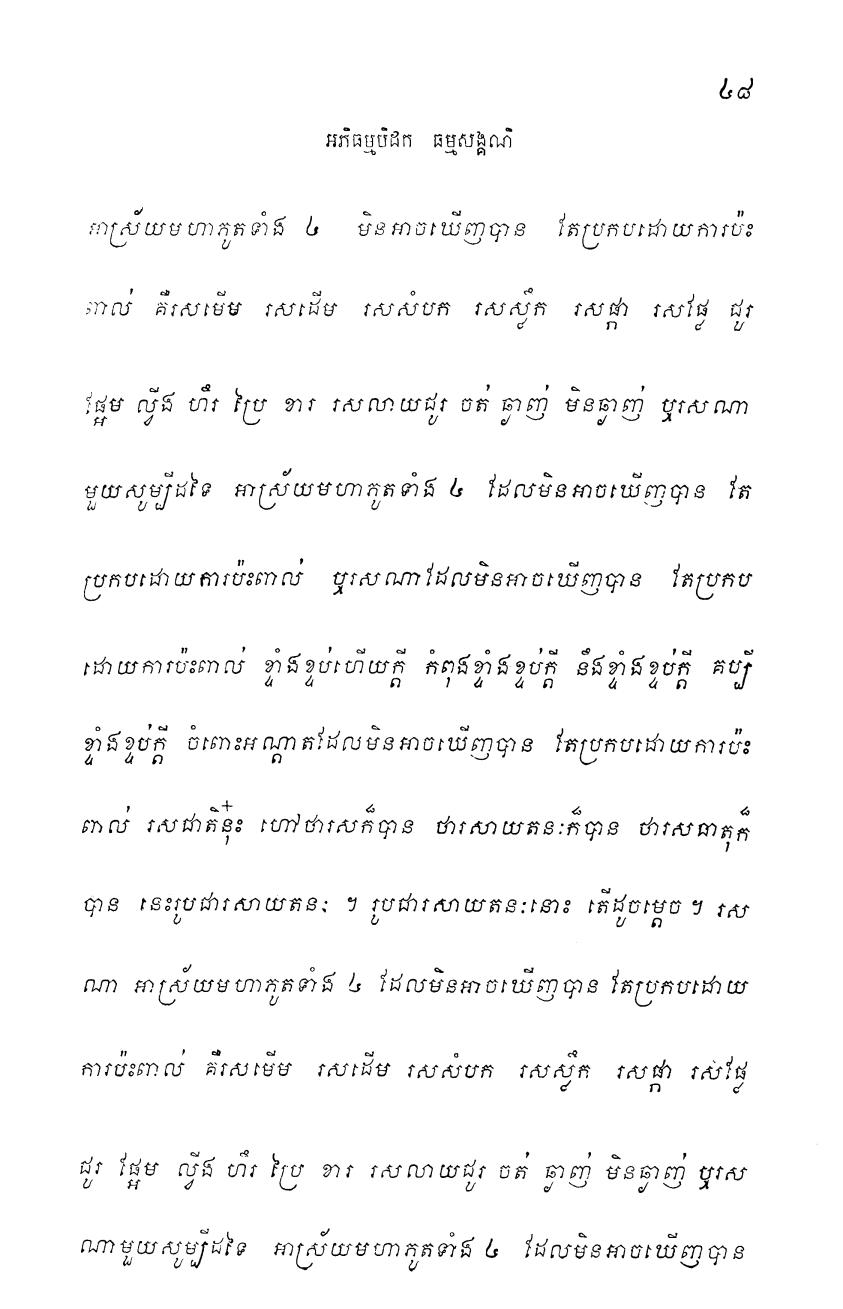 ៤៨
អភិធម្មបិដក ធម្មសង្គណិ
អាស្រ័យមហាភូតទាំង ៤ មិនអាចឃើញបាន តែប្រកបដោយការប៉ះ
ពាល់ គឺរសមើម រសដើម រសសំបក រសស្លឹក រសផ្កា រសផ្លែ ជូរ
ផ្អែម ល្វីង ហឹរ ប្រៃ ខារ រសលាយជូរ ចត់ ឆ្ងាញ់ មិនឆ្ងាញ់ ឬរសណា
មួយសូម្បីដទៃ អាស្រ័យមហាភូតទាំង ៤ ដែលមិនអាចឃើញបាន តែ
ប្រកបដោយការប៉ះពាល់ ឬរសណាដែលមិនអាចឃើញបាន តែប្រកប
ដោយការប៉ះពាល់ ខ្ទាំងខ្ទប់ហើយក្តី កំពុងខ្ទាំងខ្ទប់ក្តី នឹងខ្ទាំងខ្ទប់ក្តី គប្បី
ខ្ទាំងខ្ទប់ក្តី ចំពោះអណ្តាតដែលមិនអាចឃើញបាន តែប្រកបដោយការប៉ះ
ពាល់ រសជាតិនុ៎ះ ហៅថារសក៏បាន ថារសាយតនៈក៏បាន ថារសធាតុក៏
បាន នេះរូបជារសាយតនៈ ។ រូបជារសាយតនៈនោះ តើដូចម្តេច ។ រស
ណា អាស្រ័យមហាភូតទាំង ៤ ដែលមិនអាចឃើញបាន តែប្រកបដោយ
ការប៉ះពាល់ គឺរសមើម រសដើម រសសំបក រសស្លឹក រសផ្កា រសផ្លែ
ជូរ ផ្អែម ល្វីង ហឹរ ប្រៃ ខារ រសលាយជូរ ចត់ ឆ្ងាញ់ មិនឆ្ងាញ់ ឬរស
ណាមួយសូម្បីដទៃ អាស្រ័យមហាភូតទាំង ៤ ដែលមិនអាចឃើញបាន